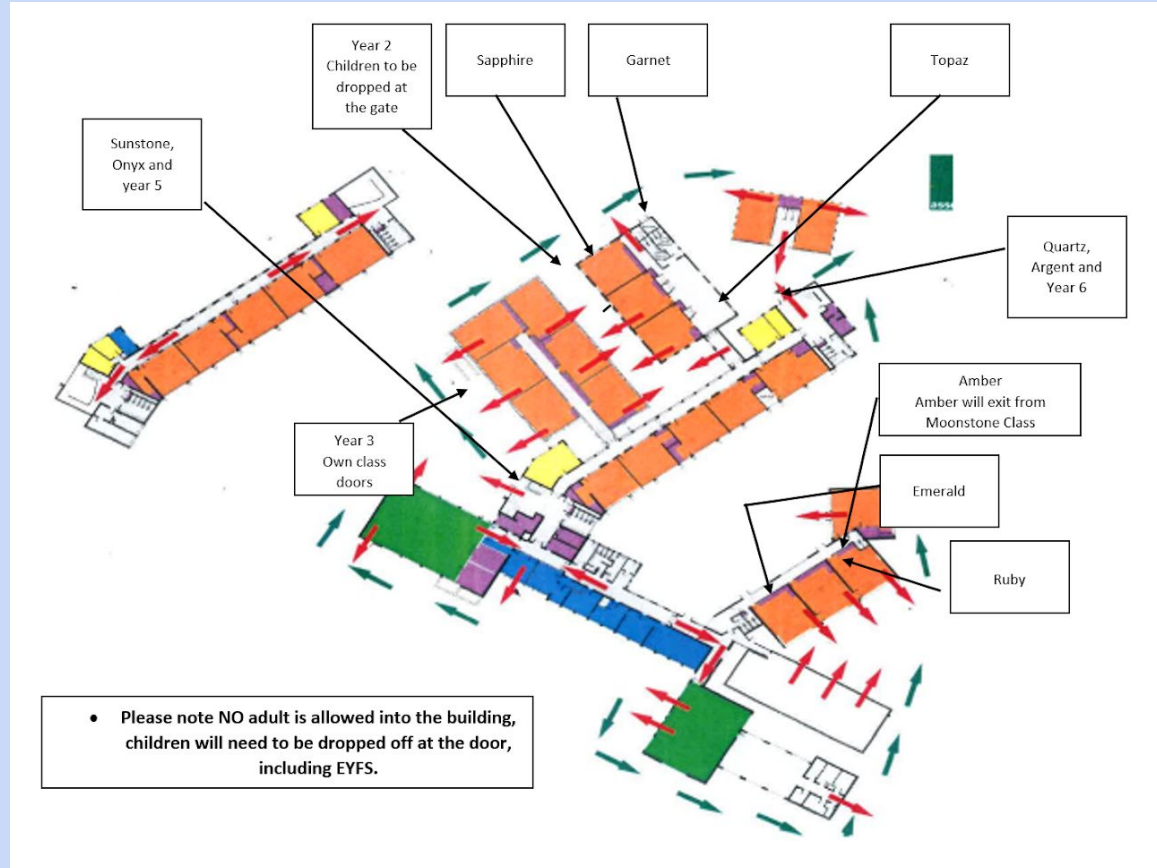 Year 2
Children to be
dropped at
the gate
Sapphire
Garnet
Topaz
Sunstone,
Onyx and
year 5
Quartz,
Argent and
Year 6
Amber
Amber will exit from
Moonstone Class
Year 3
Own class
doors
Emerald
Ruby
• Please note NO adult is allowed into the building,
children will need to be dropped off at the door,
including EYFS.